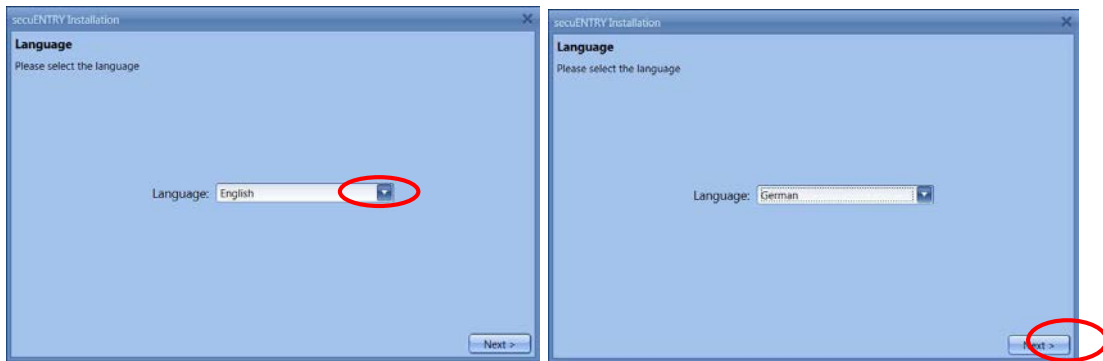 secuENTRY Installation
Language
Please select the language
Language: English
Next >
secuENTRY Installation
Language
Please select the language
Language: German
Next >